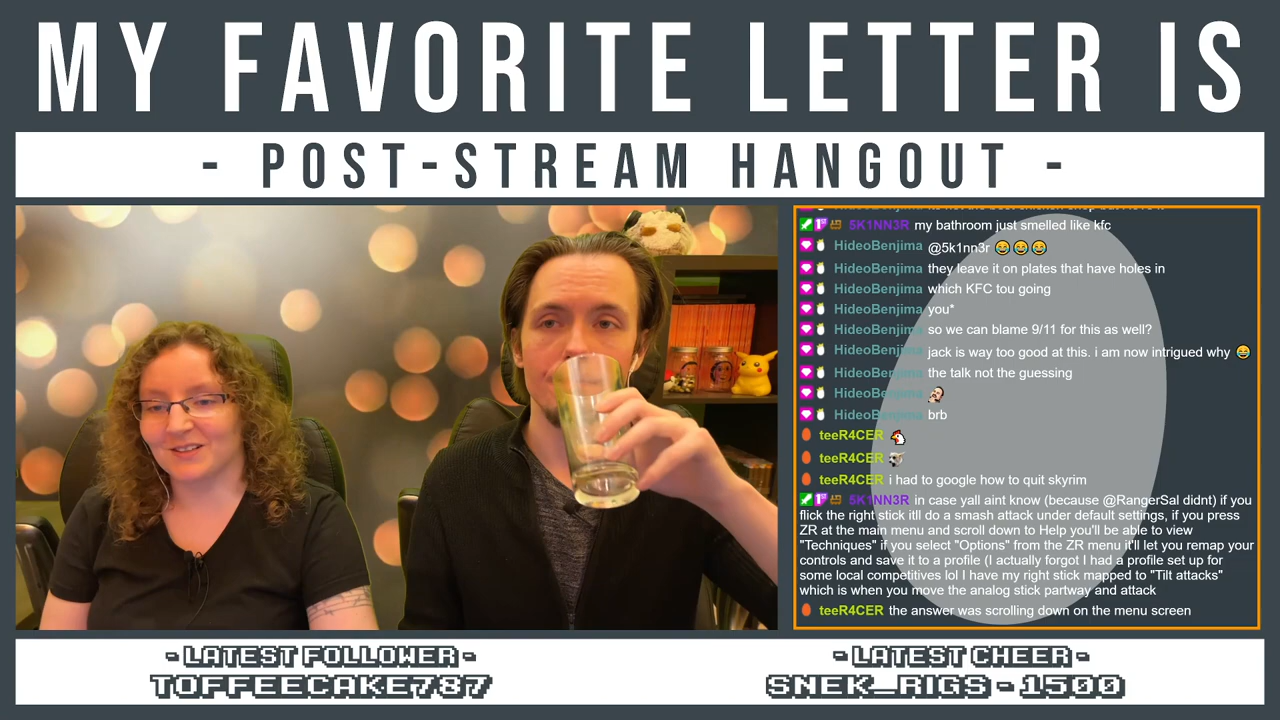 MY FAVORITE LETTER IS
- POST-STREAM HANGOUT -
5K1NN3R my bathroom just smelled like kfc
HideoBenjima @5k1nn3r 😂 😂 😂
HideoBenjima they leave it on plates that have holes in
HideoBenjima which KFC tou going
HideoBenjima you*
HideoBenjima so we can blame 9/11 for this as well?
HideoBenjima jack is way too good at this. i am now intrigued why 😂
HideoBenjima the talk not the guessing
HideoBenjima
HideoBenjima brb
teeR4CER
teeR4CER
teeR4CER i had to google how to quit skyrim
5K1NN3R in case yall aint know (because @RangerSal didnt) if you
flick the right stick itll do a smash attack under default settings, if you press
ZR at the main menu and scroll down to Help you'll be able to view
"Techniques" if you select "Options" from the ZR menu it'll let you remap your
controls and save it to a profile (I actually forgot I had a profile set up for
some local competitives lol I have my right stick mapped to "Tilt attacks"
which is when you move the analog stick partway and attack
teeR4CER the answer was scrolling down on the menu screen
- LATEST FOLLOWER -
TOFFEECAKE787
- LATEST CHEER -
SNEK_RIGS - 1500